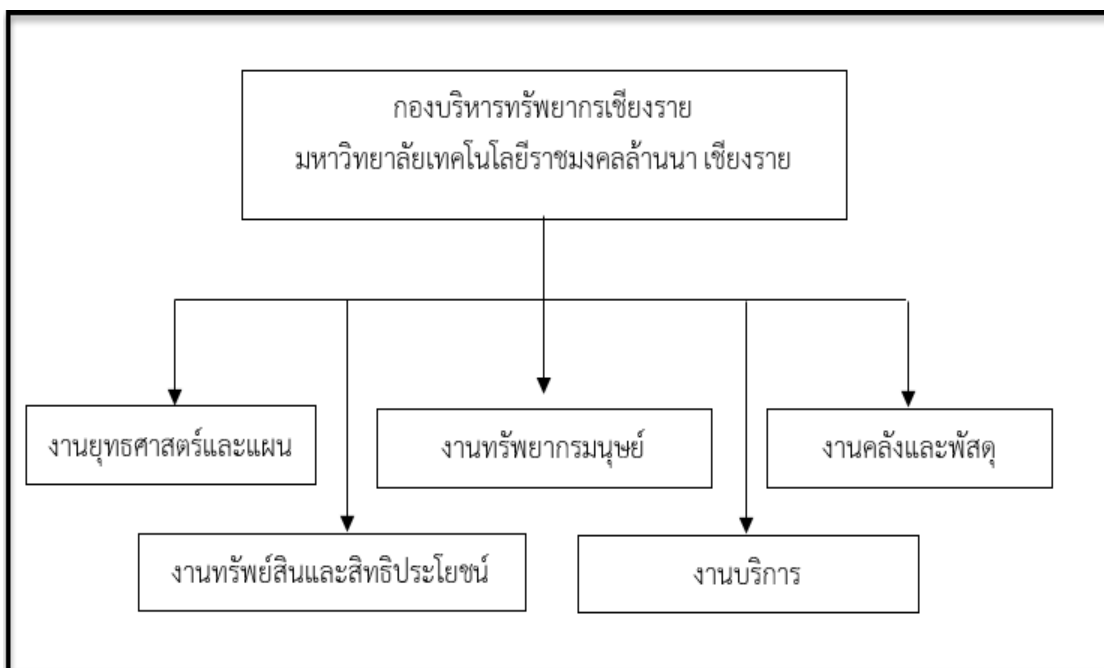 กองบริหารทรัพยากรเชียงราย
มหาวิทยาลัยเทคโนโลยีราชมงคลล้านนา เชียงราย
งานยุทธศาสตร์และแผน
งานทรัพยากรมนุษย์
งานคลังและพัสดุ
งานทรัพย์สินและสิทธิประโยชน์
งานบริการ